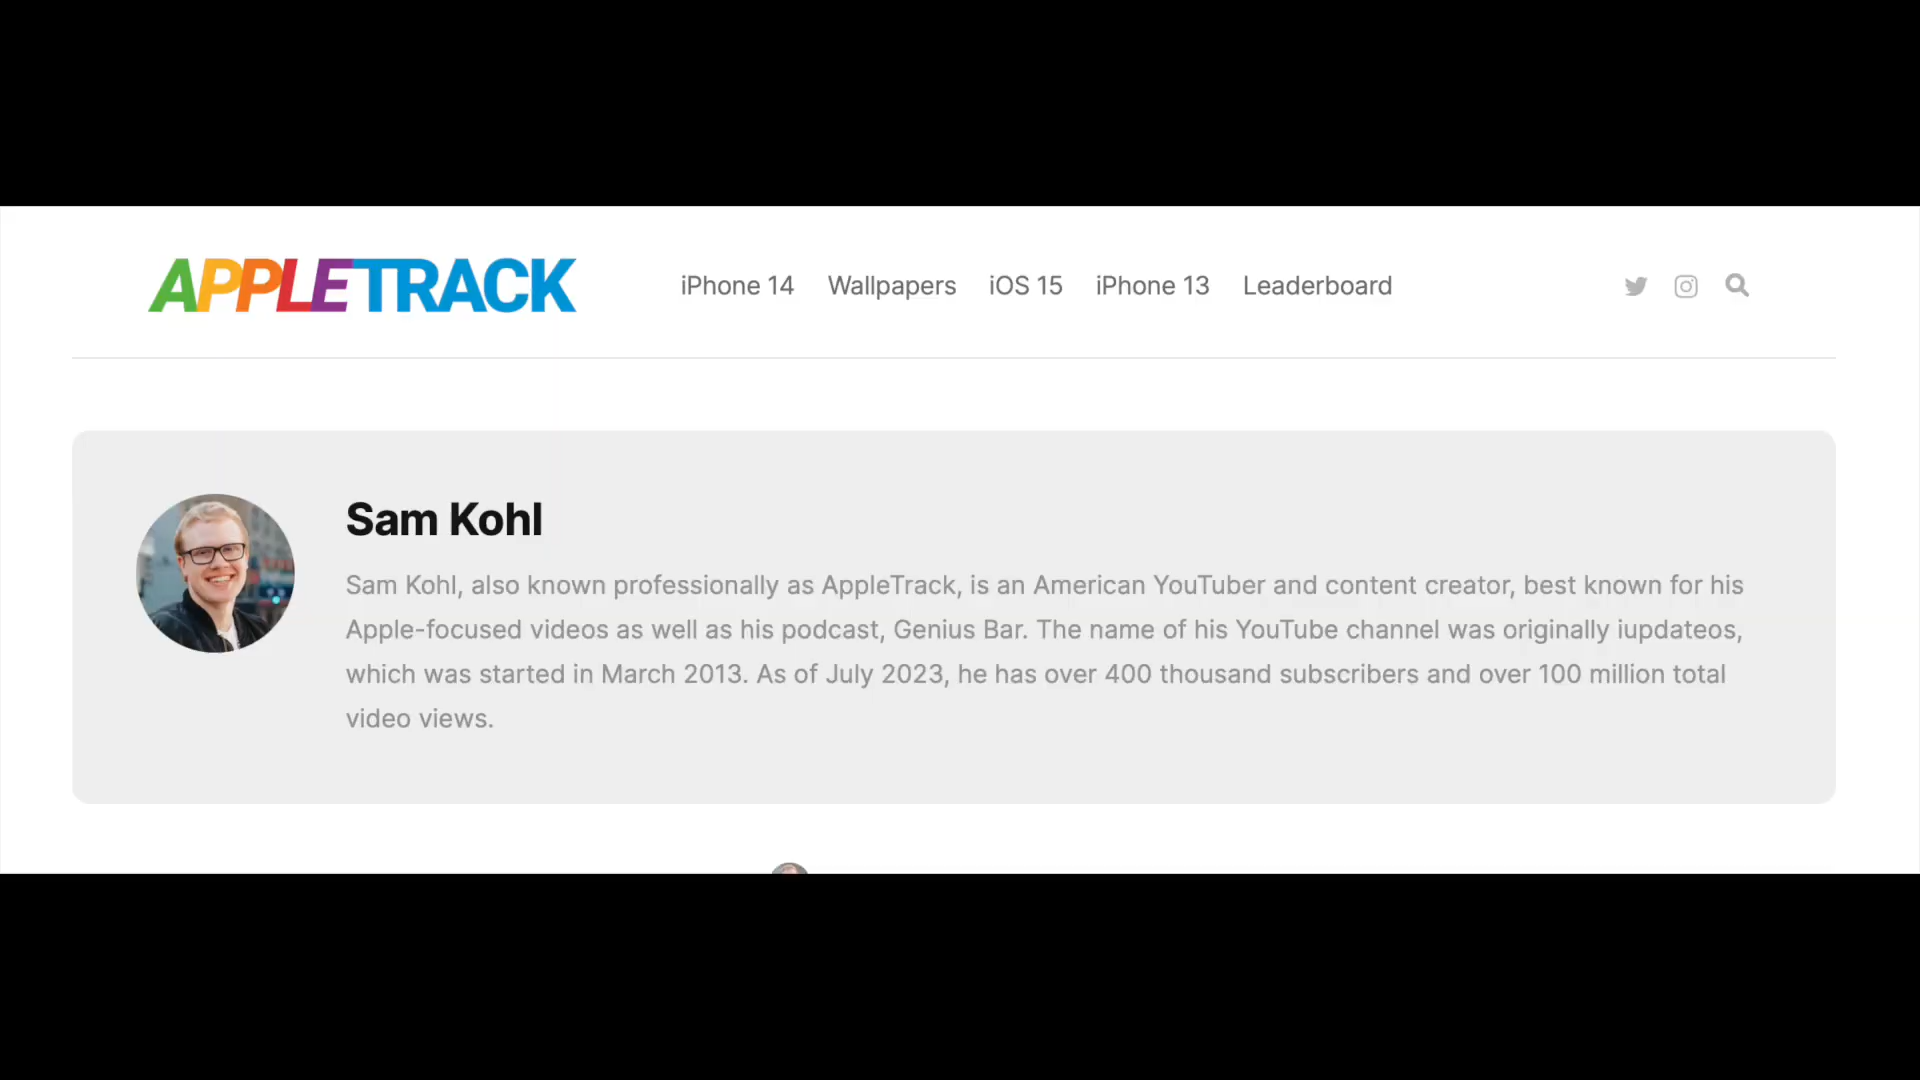 APPLETRACK
iPhone 14 Wallpapers iOS 15 iPhone 13 Leaderboard
Sam Kohl
Sam Kohl, also known professionally as AppleTrack, is an American YouTuber and content creator, best known for his
Apple-focused videos as well as his podcast, Genius Bar. The name of his YouTube channel was originally iupdateos,
which was started in March 2013. As of July 2023, he has over 400 thousand subscribers and over 100 million total
video views.